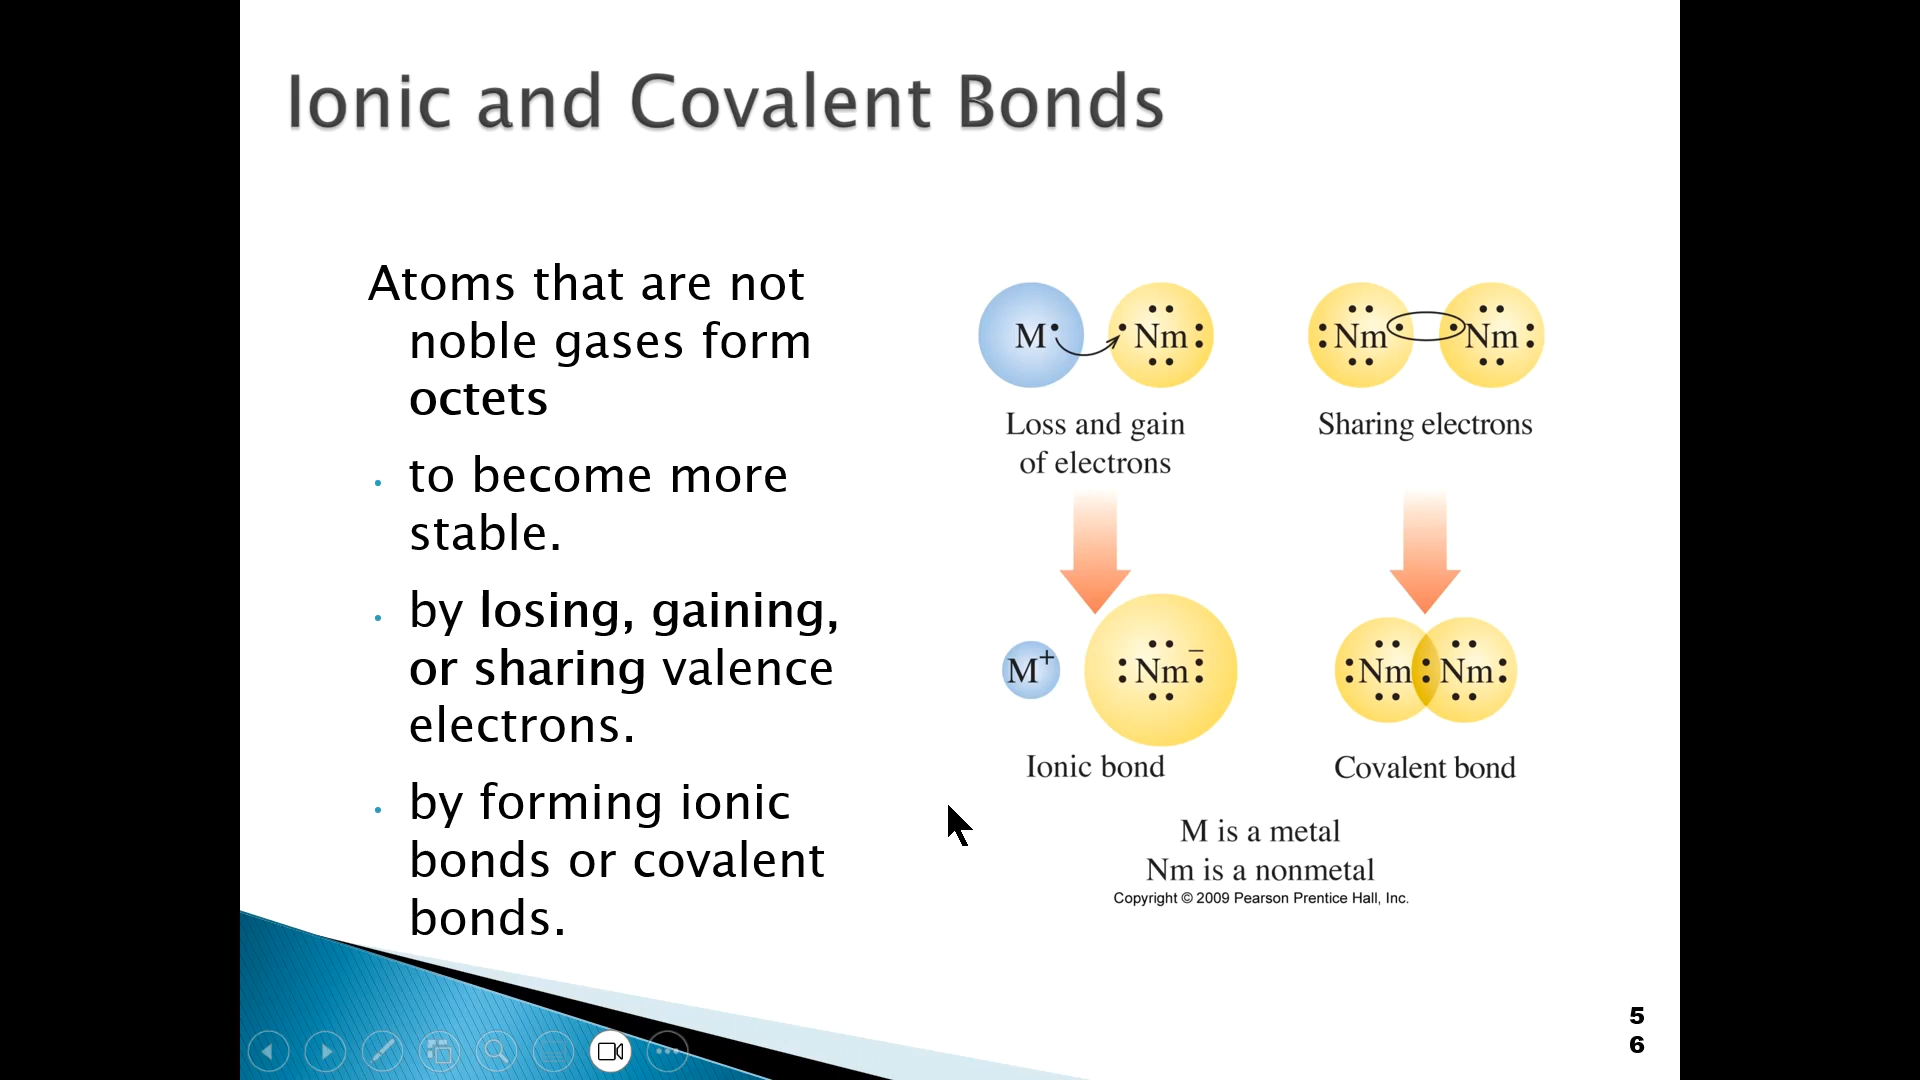 Ionic and Covalent Bonds
Atoms that are not
noble gases form
octets
• to become more
stable.
• by losing, gaining,
or sharing valence
electrons.
• by forming ionic
bonds or covalent
bonds.
M• :Nm:
:Nm• •Nm:
Loss and gain
of electrons
Sharing electrons
M+ :Nm:−
:Nm:Nm:
Ionic bond
Covalent bond
M is a metal
Nm is a nonmetal
Copyright © 2009 Pearson Prentice Hall, Inc.
5
6